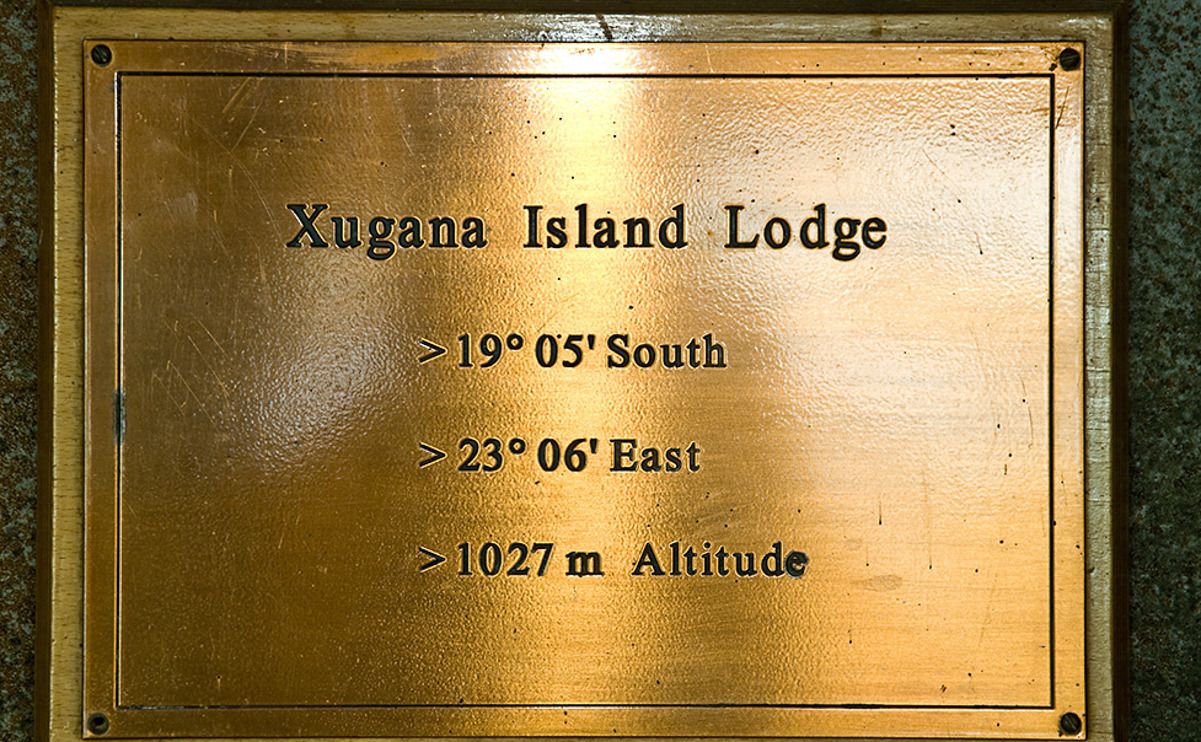 Xugana Island Lodge
> 19° 05' South
> 23° 06' East
> 1027 m Altitude